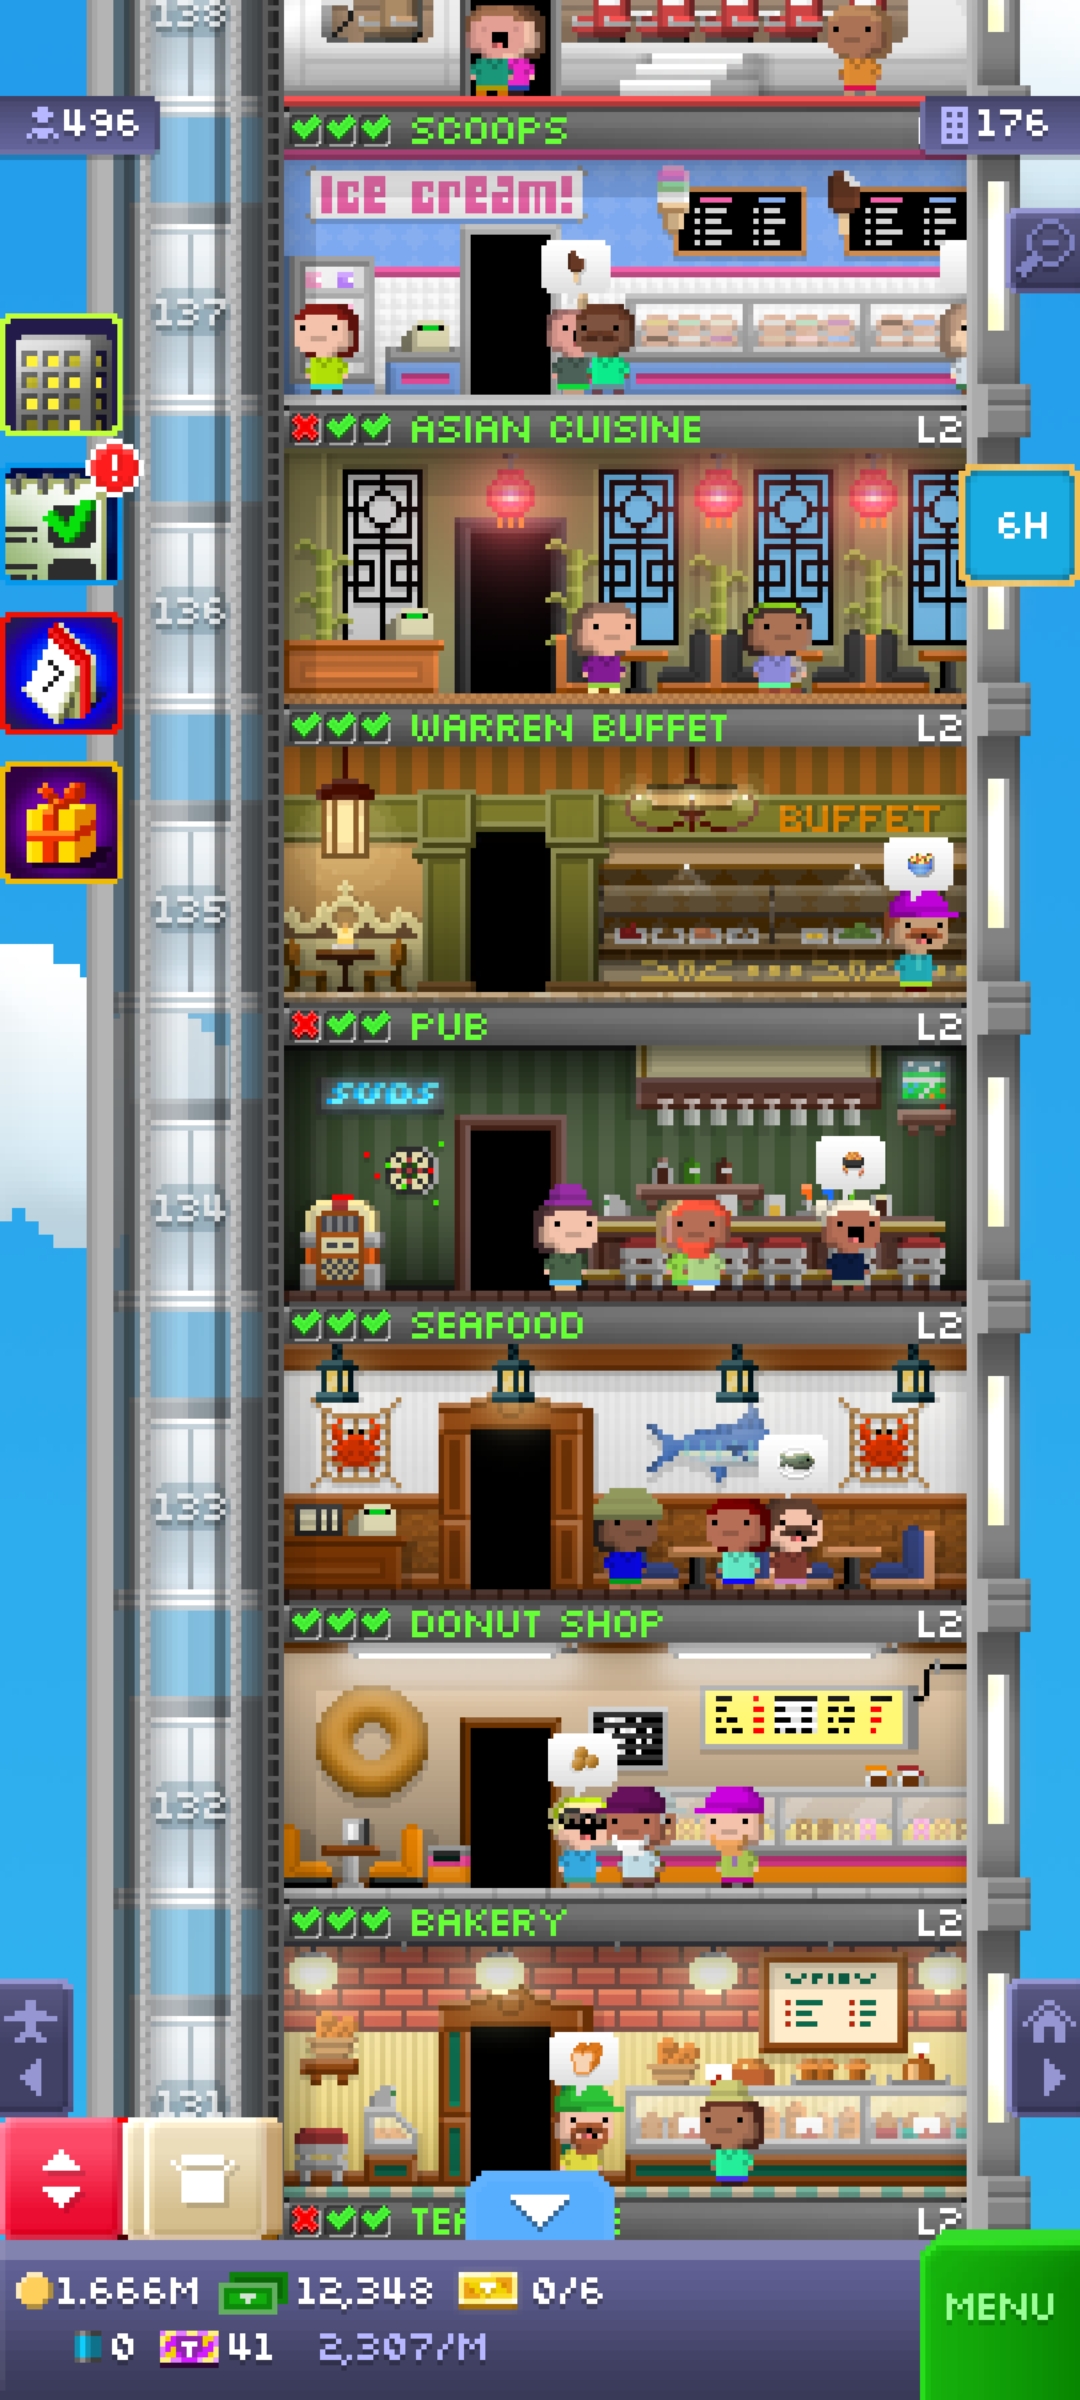 138
496
SCOOPS
176
Ice cream!
137
ASIAN CUISINE L2
6H
136
7
WARREN BUFFET L2
BUFFET
135
PUB L2
SUDS
134
SEAFOOD L2
133
DONUT SHOP L2
132
BAKERY L2
131
L2
1.666M 12,348 0/6
0 41 2,307/M
MENU